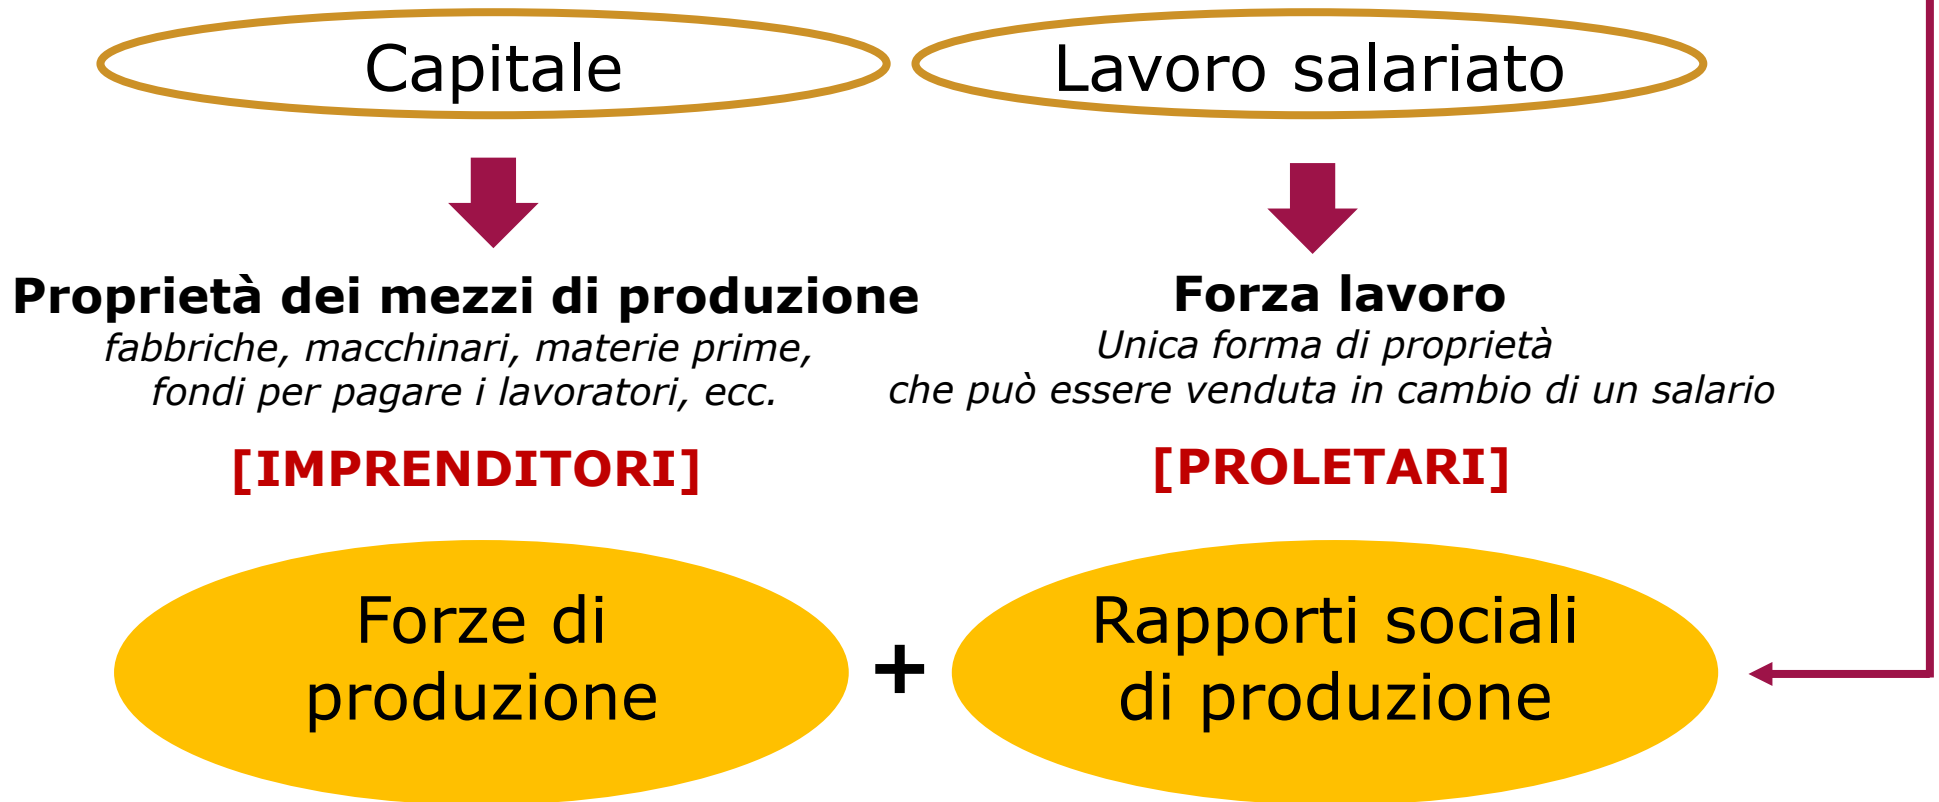 Capitale
Lavoro salariato
Proprietà dei mezzi di produzione
fabbriche, macchinari, materie prime,
fondi per pagare i lavoratori, ecc.
[IMPRENDITORI]
Forza lavoro
Unica forma di proprietà
che può essere venduta in cambio di un salario
[PROLETARI]
Forze di
produzione
+
Rapporti sociali
di produzione